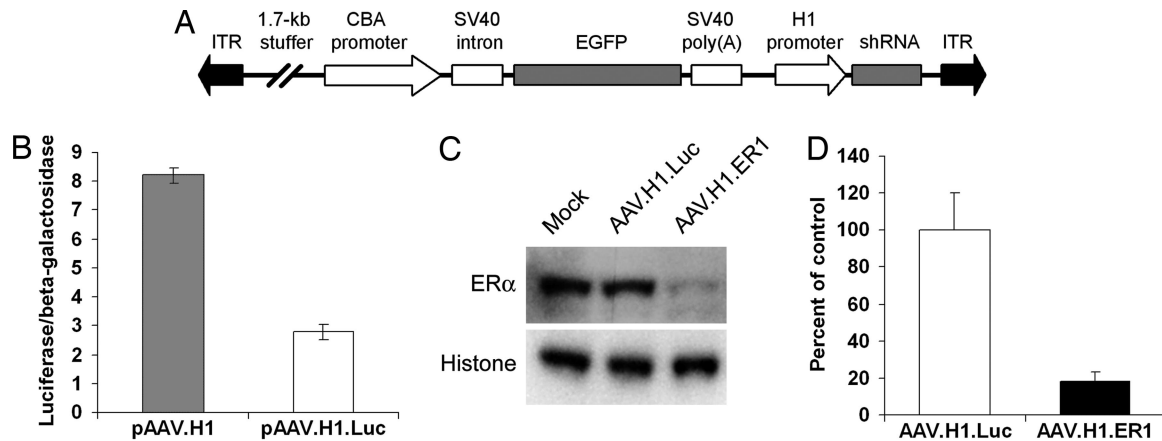 A
ITR
1.7-kb
stuffer
CBA
promoter
SV40
intron
EGFP
SV40
poly(A)
H1
promoter
shRNA
ITR
B
Luciferase/beta-galactosidase
9
8
7
6
5
4
3
2
1
0
pAAV.H1
pAAV.H1.Luc
C
Mock
AAV.H1.Luc
AAV.H1.ER1
ERα
Histone
D
Percent of control
140
120
100
80
60
40
20
0
AAV.H1.Luc
AAV.H1.ER1